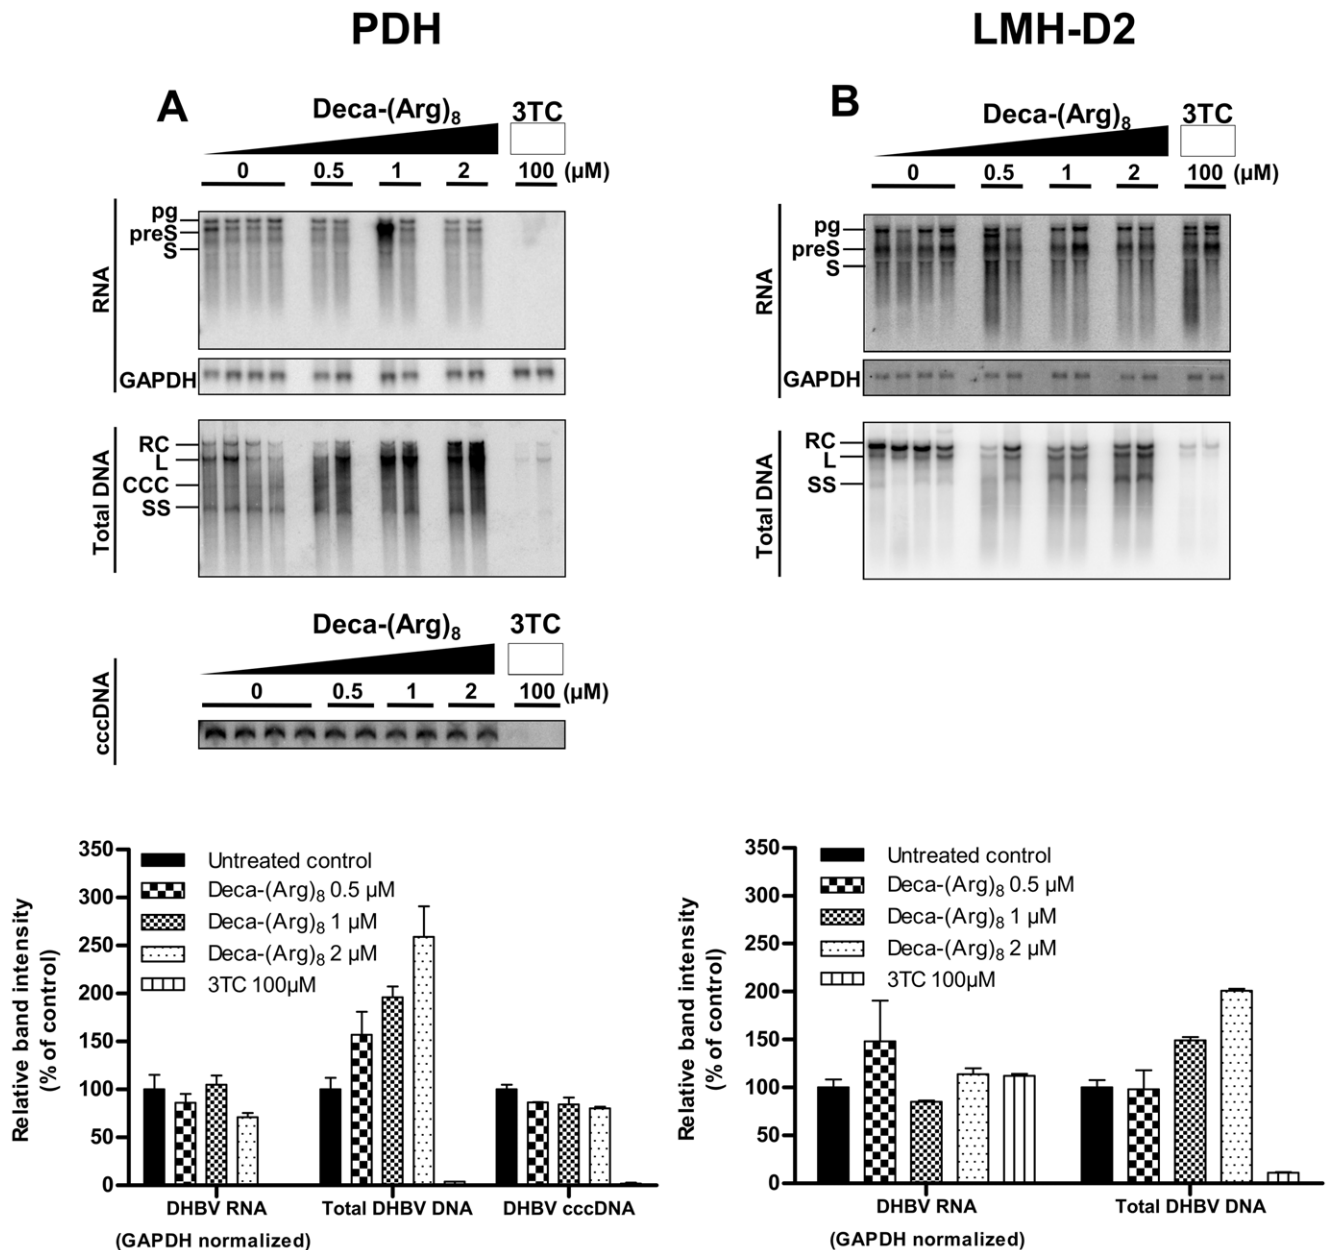 PDH
LMH-D2
A
Deca-(Arg)8
3TC
0 0.5 1 2 100 (µM)
pg
preS
S
RNA
GAPDH
RC
L
CCC
SS
Total DNA
Deca-(Arg)8
3TC
0 0.5 1 2 100 (µM)
cccDNA
B
Deca-(Arg)8
3TC
0 0.5 1 2 100 (µM)
pg
preS
S
RNA
GAPDH
RC
L
SS
Total DNA
Relative band intensity
(% of control)
350
300
250
200
150
100
50
0
Untreated control
Deca-(Arg)8 0.5 µM
Deca-(Arg)8 1 µM
Deca-(Arg)8 2 µM
3TC 100µM
DHBV RNA Total DHBV DNA DHBV cccDNA
(GAPDH normalized)
Relative band intensity
(% of control)
350
300
250
200
150
100
50
0
Untreated control
Deca-(Arg)8 0.5 µM
Deca-(Arg)8 1 µM
Deca-(Arg)8 2 µM
3TC 100µM
DHBV RNA Total DHBV DNA
(GAPDH normalized)